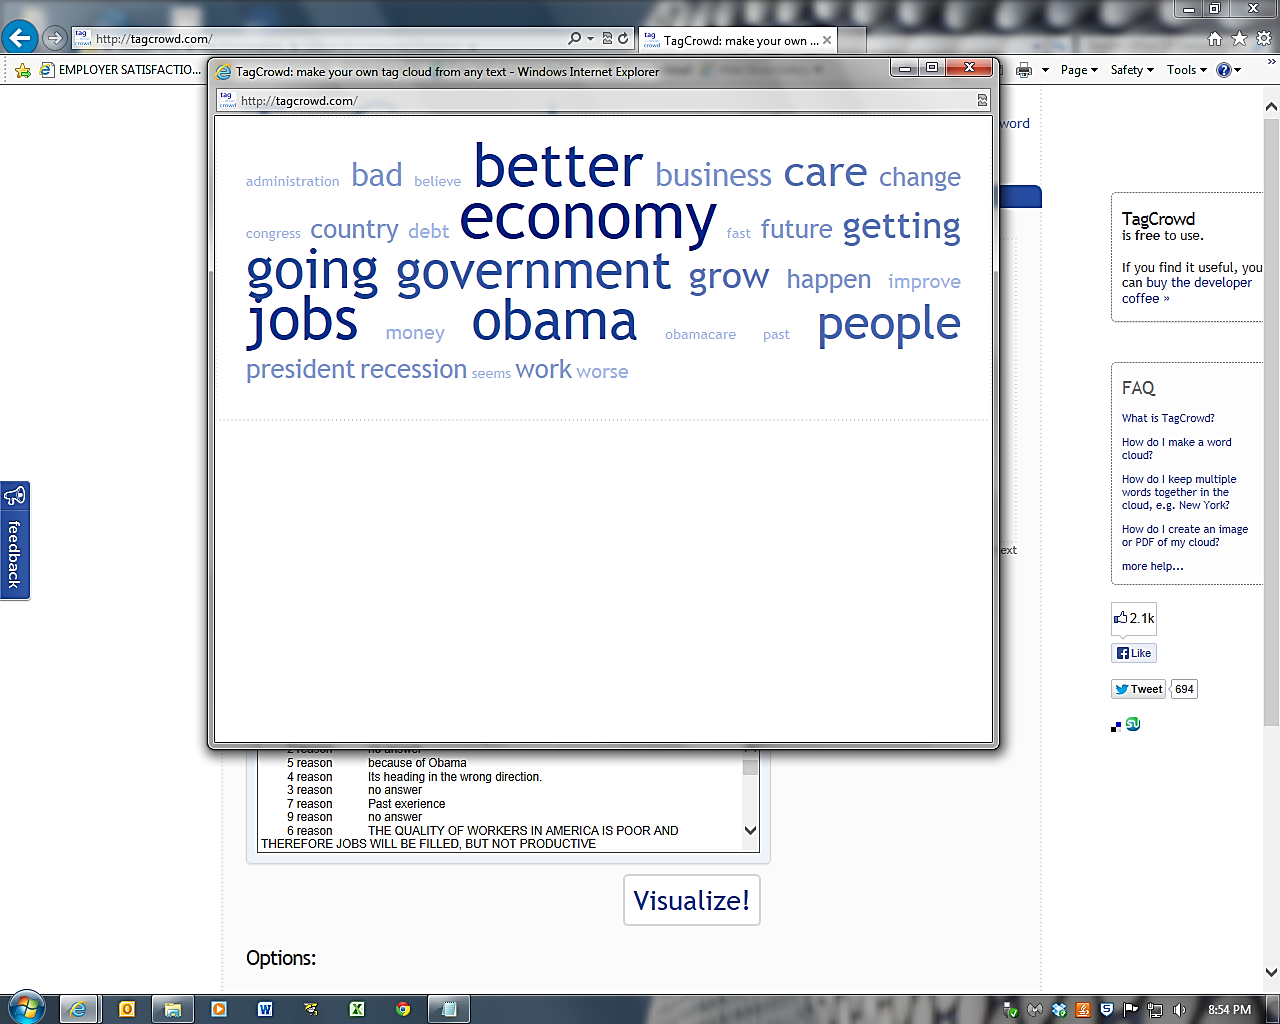 http://tagcrowd.com/
TagCrowd: make your own ...
EMPLOYER SATISFACTIO...
Page
Safety
Tools
TagCrowd: make your own tag cloud from any text - Windows Internet Explorer
tag
crowd
http://tagcrowd.com/
word
administration bad believe better business care change
congress country debt economy fast future getting
going government grow happen improve
jobs money obama obamacare past people
president recession seems work worse
TagCrowd
is free to use.
If you find it useful, you
can buy the developer
coffee »
FAQ
What is TagCrowd?
How do I make a word
cloud?
How do I keep multiple
words together in the
cloud, e.g. New York?
How do I create an image
or PDF of my cloud?
more help...
ext
feedback
2.1k
Like
Tweet 694
2 reason no answer
5 reason because of Obama
4 reason Its heading in the wrong direction.
3 reason no answer
7 reason Past exerience
9 reason no answer
6 reason THE QUALITY OF WORKERS IN AMERICA IS POOR AND
THEREFORE JOBS WILL BE FILLED, BUT NOT PRODUCTIVE
Visualize!
Options:
8:54 PM